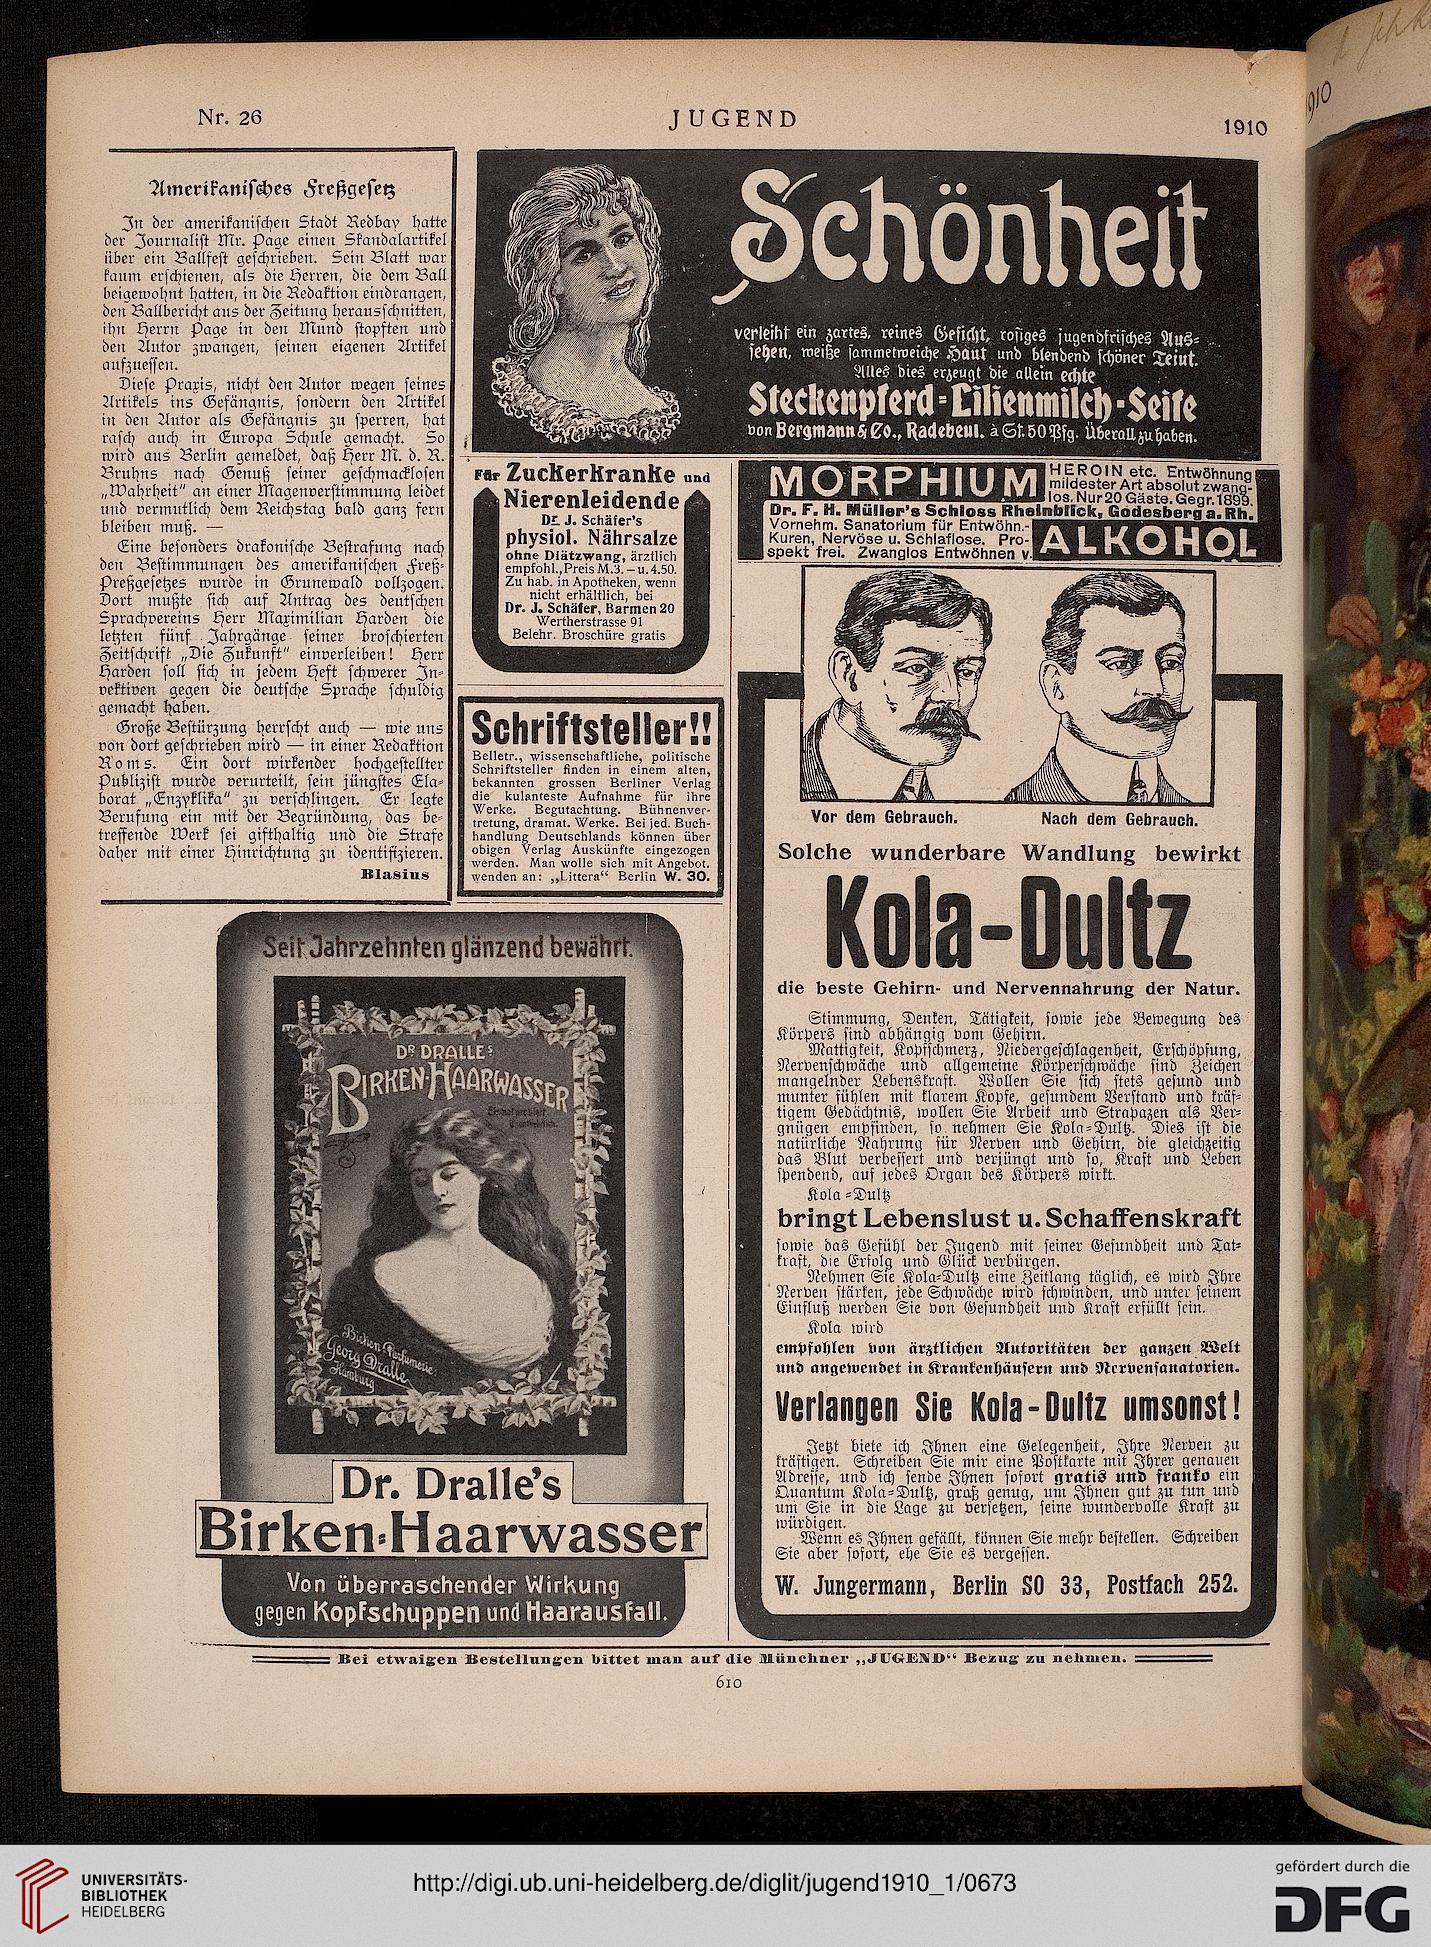 Nr. 26
JUGEND
1910
Amerikanisches Freßgesetz
In der amerikanischen Stadt Redbay hatte
der Journalist Mr. Page einen Skandalartikel
über ein Ballfest geschrieben. Sein Blatt war
kaum erschienen, als die Herren, die dem Ball
beigewohnt hatten, in die Redaktion eindrangen,
den Ballbericht aus der Zeitung herausschnitten,
ihn Herrn Page in den Mund stopften und
den Autor zwangen, seinen eigenen Artikel
aufzuessen.
Diese Praxis, nicht den Autor wegen seines
Artikels ins Gefängnis, sondern den Artikel
in den Autor als Gefängnis zu sperren, hat
rasch auch in Europa Schule gemacht. So
wird aus Berlin gemeldet, daß Herr M. d. R.
Bruhns nach Genuß seiner geschmacklosen
„Wahrheit“ an einer Magenverstimmung leidet
und vermutlich dem Reichstag bald ganz fern
bleiben muß. —
Eine besonders drakonische Bestrafung nach
den Bestimmungen des amerikanischen Freß-
Preßgesetzes wurde in Grunewald vollzogen.
Dort mußte sich auf Antrag des deutschen
Sprachvereins Herr Maximilian Harden die
letzten fünf Jahrgänge seiner broschierten
Zeitschrift „Die Zukunft“ einverleiben! Herr
Harden soll sich in jedem Heft schwerer In-
vektiven gegen die deutsche Sprache schuldig
gemacht haben.
Große Bestürzung herrscht auch — wie uns
von dort geschrieben wird — in einer Redaktion
Roms. Ein dort wirkender hochgestellter
Publizist wurde verurteilt, sein jüngstes Ela-
borat „Enzyklika“ zu verschlingen. Er legte
Berufung ein mit der Begründung, das be-
treffende Werk sei gifthaltig und die Strafe
daher mit einer Hinrichtung zu identifizieren.
Blasius
Schönheit
verleiht ein zartes, reines Gesicht, rosiges jugendfrisches Aus-
sehen, weiße sammetweiche Haut und blendend schöner Teint.
Alles dies erzeugt die allein echte
Steckenpferd-Lilienmilch-Seife
von Bergmann & Co., Radebeul. à St. 50 Pfg. Überall zu haben.
Für Zuckerkranke und
Nierenleidende
Dr. J. Schäfer's
physiol. Nährsalze
ohne Diätzwang, ärztlich
empfohl., Preis M. 3.— u. 4.50.
Zu hab. in Apotheken, wenn
nicht erhältlich, bei
Dr. J. Schäfer, Barmen 20
Wertherstrasse 91
Belehr. Broschüre gratis
MORPHIUM
HEROIN etc. Entwöhnung
mildester Art absolut zwang-
los. Nur 20 Gäste. Gegr. 1899.
Dr. F. H. Müller's Schloss Rheinblick, Godesberg a. Rh.
Vornehm. Sanatorium für Entwöhn.-
Kuren, Nervöse u. Schlaflose. Pro-
spekt frei. Zwanglos Entwöhnen v.
ALKOHOL
Schriftsteller!!
Belletr., wissenschaftliche, politische
Schriftsteller finden in einem alten,
bekannten grossen Berliner Verlag
die kulanteste Aufnahme für ihre
Werke. Begutachtung. Bühnenver-
tretung, dramat. Werke. Bei jed. Buch-
handlung Deutschlands können über
obigen Verlag Auskünfte eingezogen
werden. Man wolle sich mit Angebot.
wenden an: „Littera“ Berlin W. 30.
Vor dem Gebrauch.
Nach dem Gebrauch.
Solche wunderbare Wandlung bewirkt
Kola-Dultz
die beste Gehirn- und Nervennahrung der Natur.
Stimmung, Denken, Tätigkeit, sowie jede Bewegung des
Körpers sind abhängig vom Gehirn.
Mattigkeit, Kopfschmerz, Niedergeschlagenheit, Erschöpfung,
Nervenschwäche und allgemeine Körperschwäche sind Zeichen
mangelnder Lebenskraft. Wollen Sie sich stets gesund und
munter fühlen mit klarem Kopfe, gesundem Verstand und kräf-
tigem Gedächtnis, wollen Sie Arbeit und Strapazen als Ver-
gnügen empfinden, so nehmen Sie Kola-Dultz. Dies ist die
natürliche Nahrung für Nerven und Gehirn, die gleichzeitig
das Blut verbessert und verjüngt und so, Kraft und Leben
spendend, auf jedes Organ des Körpers wirkt.
Kola-Dultz
bringt Lebenslust u. Schaffenskraft
sowie das Gefühl der Jugend mit seiner Gesundheit und Tat-
kraft, die Erfolg und Glück verbürgen.
Nehmen Sie Kola-Dultz eine Zeitlang täglich, es wird Ihre
Nerven stärken, jede Schwäche wird schwinden, und unter seinem
Einfluß werden Sie von Gesundheit und Kraft erfüllt sein.
Kola wird
empfohlen von ärztlichen Autoritäten der ganzen Welt
und angewendet in Krankenhäusern und Nervensanatorien.
Verlangen Sie Kola-Dultz umsonst!
Jetzt biete ich Ihnen eine Gelegenheit, Ihre Nerven zu
kräftigen. Schreiben Sie mir eine Postkarte mit Ihrer genauen
Adresse, und ich sende Ihnen sofort gratis und franko ein
Quantum Kola-Dultz, groß genug, um Ihnen gut zu tun und
um Sie in die Lage zu versetzen, seine wundervolle Kraft zu
würdigen.
Wenn es Ihnen gefällt, können Sie mehr bestellen. Schreiben
Sie aber sofort, ehe Sie es vergessen.
W. Jungermann, Berlin SO 33, Postfach 252.
Seit Jahrzehnten glänzend bewährt.
Dr. DRALLE's
BIRKEN-HAARWASSER
Birken-Parfumerie
Georg Dralle
Hamburg
Dr. Dralle's
Birken-Haarwasser
Von überraschender Wirkung
gegen Kopfschuppen und Haarausfall.
Bei etwaigen Bestellungen bittet man auf die Münchner „JUGEND“ Bezug zu nehmen.
610
UNIVERSITÄTS-
BIBLIOTHEK
HEIDELBERG
http://digi.ub.uni-heidelberg.de/diglit/jugend1910_1/0673
gefördert durch die
DFG